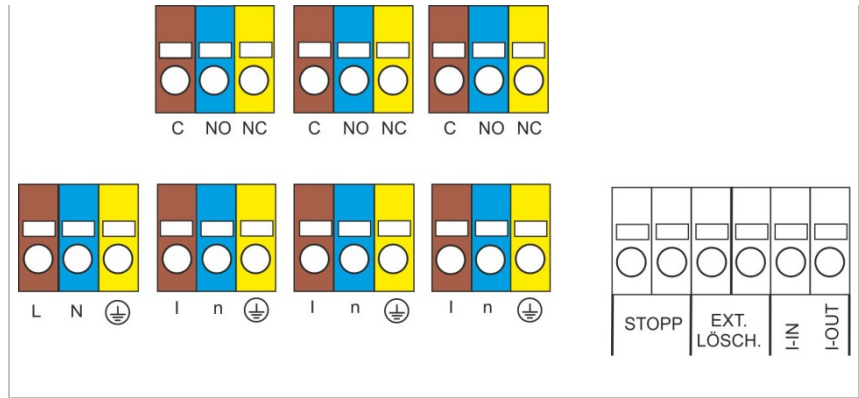 C NO NC C NO NC C NO NC
L N I n I n I n
STOPP EXT. LÖSCH. I-IN I-OUT